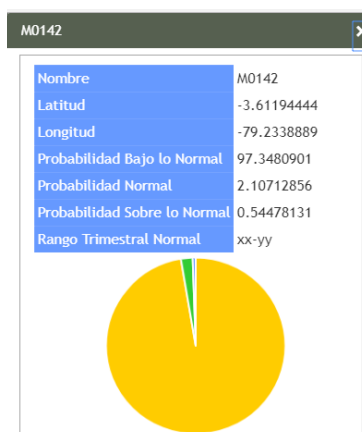 M0142
Nombre M0142
Latitud -3.61194444
Longitud -79.2338889
Probabilidad Bajo lo Normal 97.3480901
Probabilidad Normal 2.10712856
Probabilidad Sobre lo Normal 0.54478131
Rango Trimestral Normal xx-yy